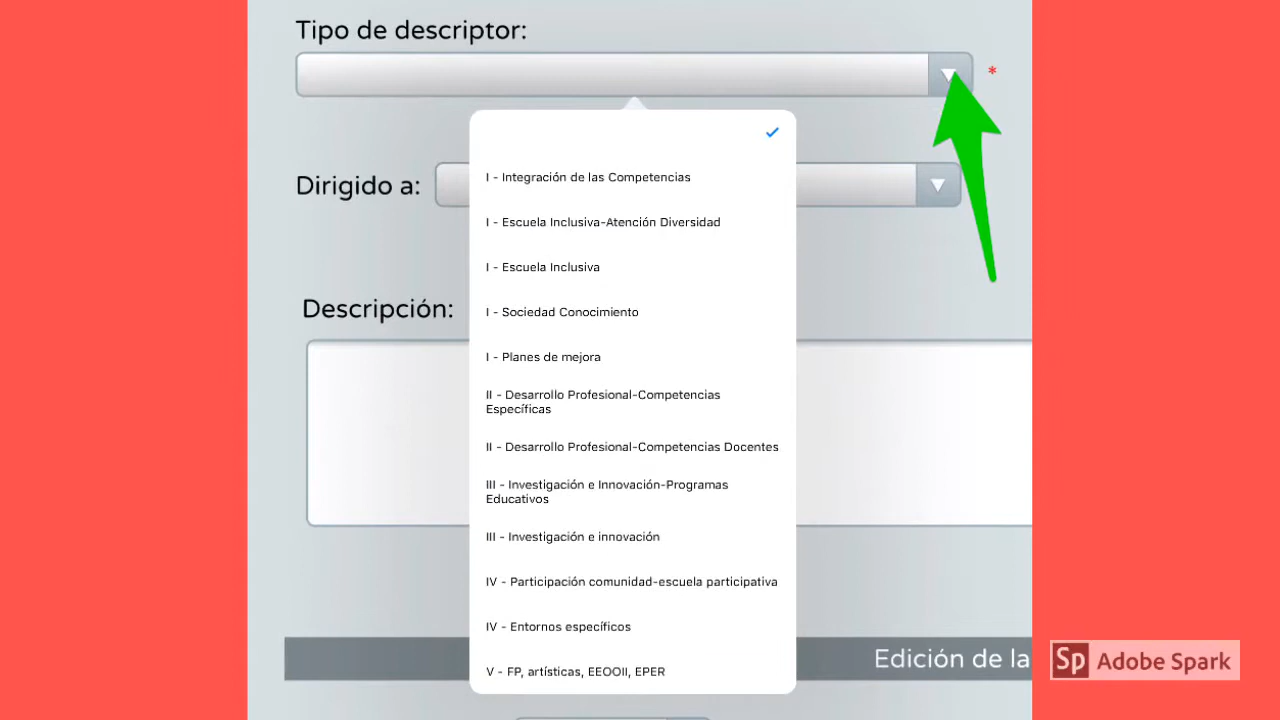 Tipo de descriptor:
*
I - Integración de las Competencias
I - Escuela Inclusiva-Atención Diversidad
Dirigido a:
I - Escuela Inclusiva
Descripción:
I - Sociedad Conocimiento
I - Planes de mejora
II - Desarrollo Profesional-Competencias
Específicas
II - Desarrollo Profesional-Competencias Docentes
III - Investigación e Innovación-Programas
Educativos
III - Investigación e innovación
IV - Participación comunidad-escuela participativa
IV - Entornos específicos
V - FP, artísticas, EEOOII, EPER
Edición de la
Sp Adobe Spark